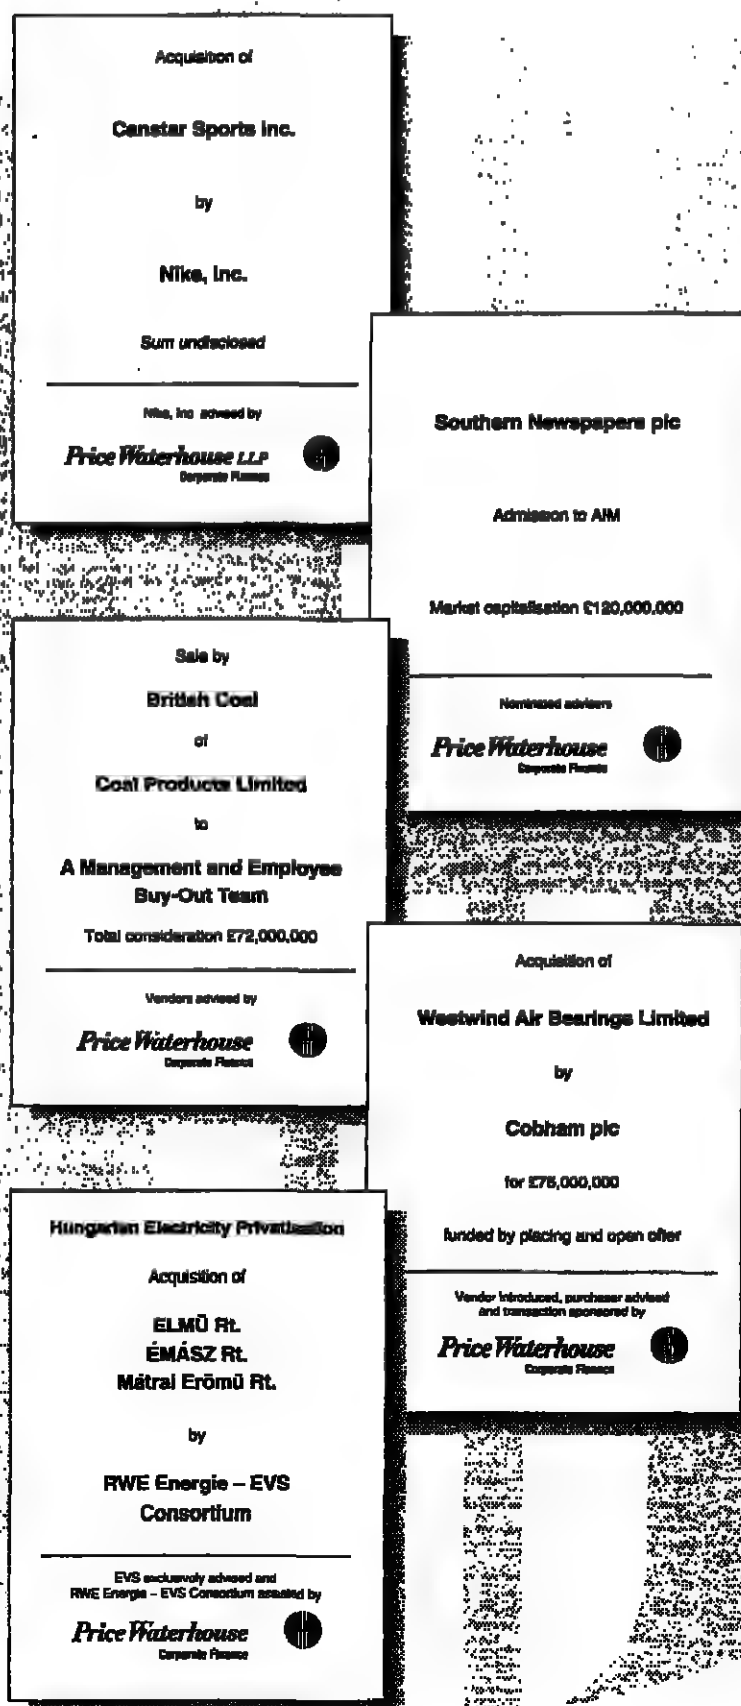 Acquisition of
Canstar Sports Inc.
by
Nike, Inc.
Sum undisclosed
Nike, Inc advised by
Price Waterhouse LLP
Corporate Finance
Southern Newspapers plc
Admission to AIM
Market capitalisation £120,000,000
Nominated advisers
Price Waterhouse
Corporate Finance
Sale by
British Coal
of
Coal Products Limited
to
A Management and Employee
Buy-Out Team
Total consideration £72,000,000
Vendors advised by
Price Waterhouse
Corporate Finance
Acquisition of
Westwind Air Bearings Limited
by
Cobham plc
for £75,000,000
funded by placing and open offer
Vendor introduced, purchaser advised
and transaction sponsored by
Price Waterhouse
Corporate Finance
Hungarian Electricity Privatisation
Acquisition of
ELMŰ Rt.
ÉMÁSZ Rt.
Mátrai Erőmű Rt.
by
RWE Energie – EVS
Consortium
EVS exclusively advised and
RWE Energie – EVS Consortium assisted by
Price Waterhouse
Corporate Finance